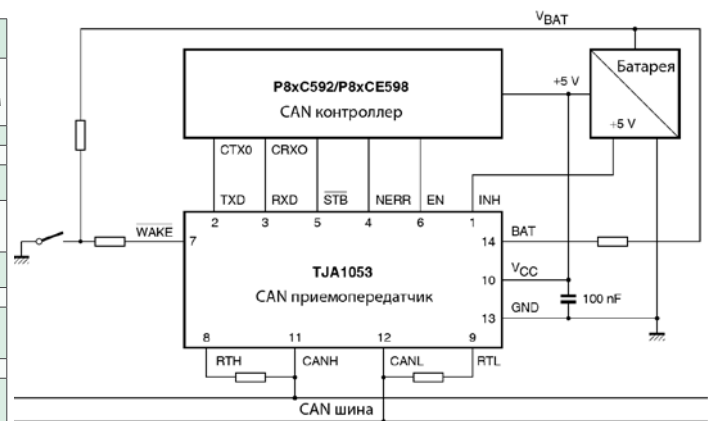 VBAT
P8xC592/P8xCE598
CAN контроллер
+5 V
Батарея
+5 V
CTX0 CRXO
TXD RXD STB NERR EN INH
2 3 5 4 6 1
WAKE
7
14
BAT
TJA1053
CAN приемопередатчик
10
VCC
100 nF
13
GND
8 11 12 9
RTH CANH CANL RTL
CAN шина